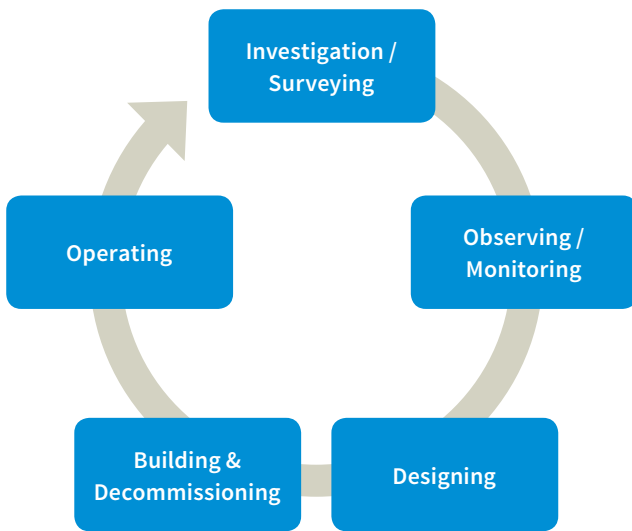 Investigation /
Surveying
Observing /
Monitoring
Designing
Building &
Decommissioning
Operating